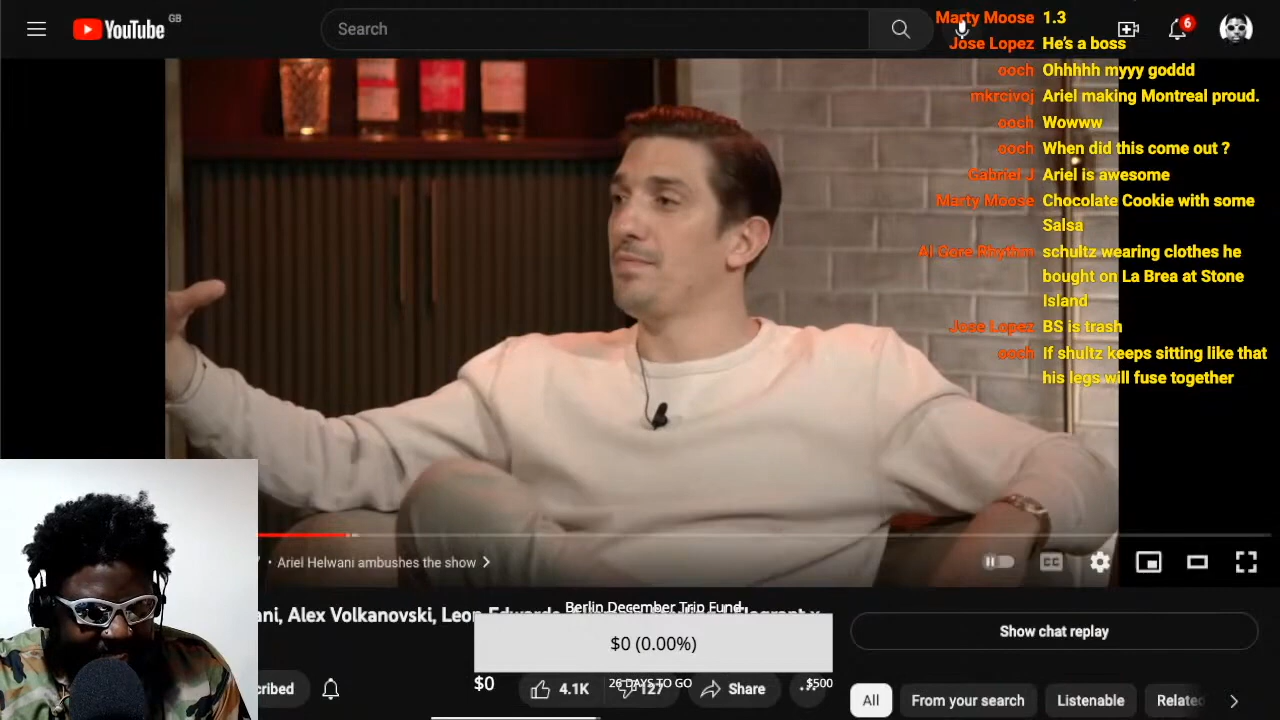 YouTube GB
Search
6
Marty Moose 1.3
Jose Lopez He's a boss
ooch Ohhhhh myyy goddd
mkrcivoj Ariel making Montreal proud.
ooch Wowww
ooch When did this come out ?
Gabriel J Ariel is awesome
Marty Moose Chocolate Cookie with some
Salsa
Al Gore Rhythm schultz wearing clothes he
bought on La Brea at Stone
Island
Jose Lopez BS is trash
ooch If shultz keeps sitting like that
his legs will fuse together
• Ariel Helwani ambushes the show
CC
ani, Alex Volkanovski, Leon Edwards
Berlin December Trip Fund
$0 (0.00%)
$0
26 DAYS TO GO
$500
cribed
4.1K
127
Share
Show chat replay
All
From your search
Listenable
Related